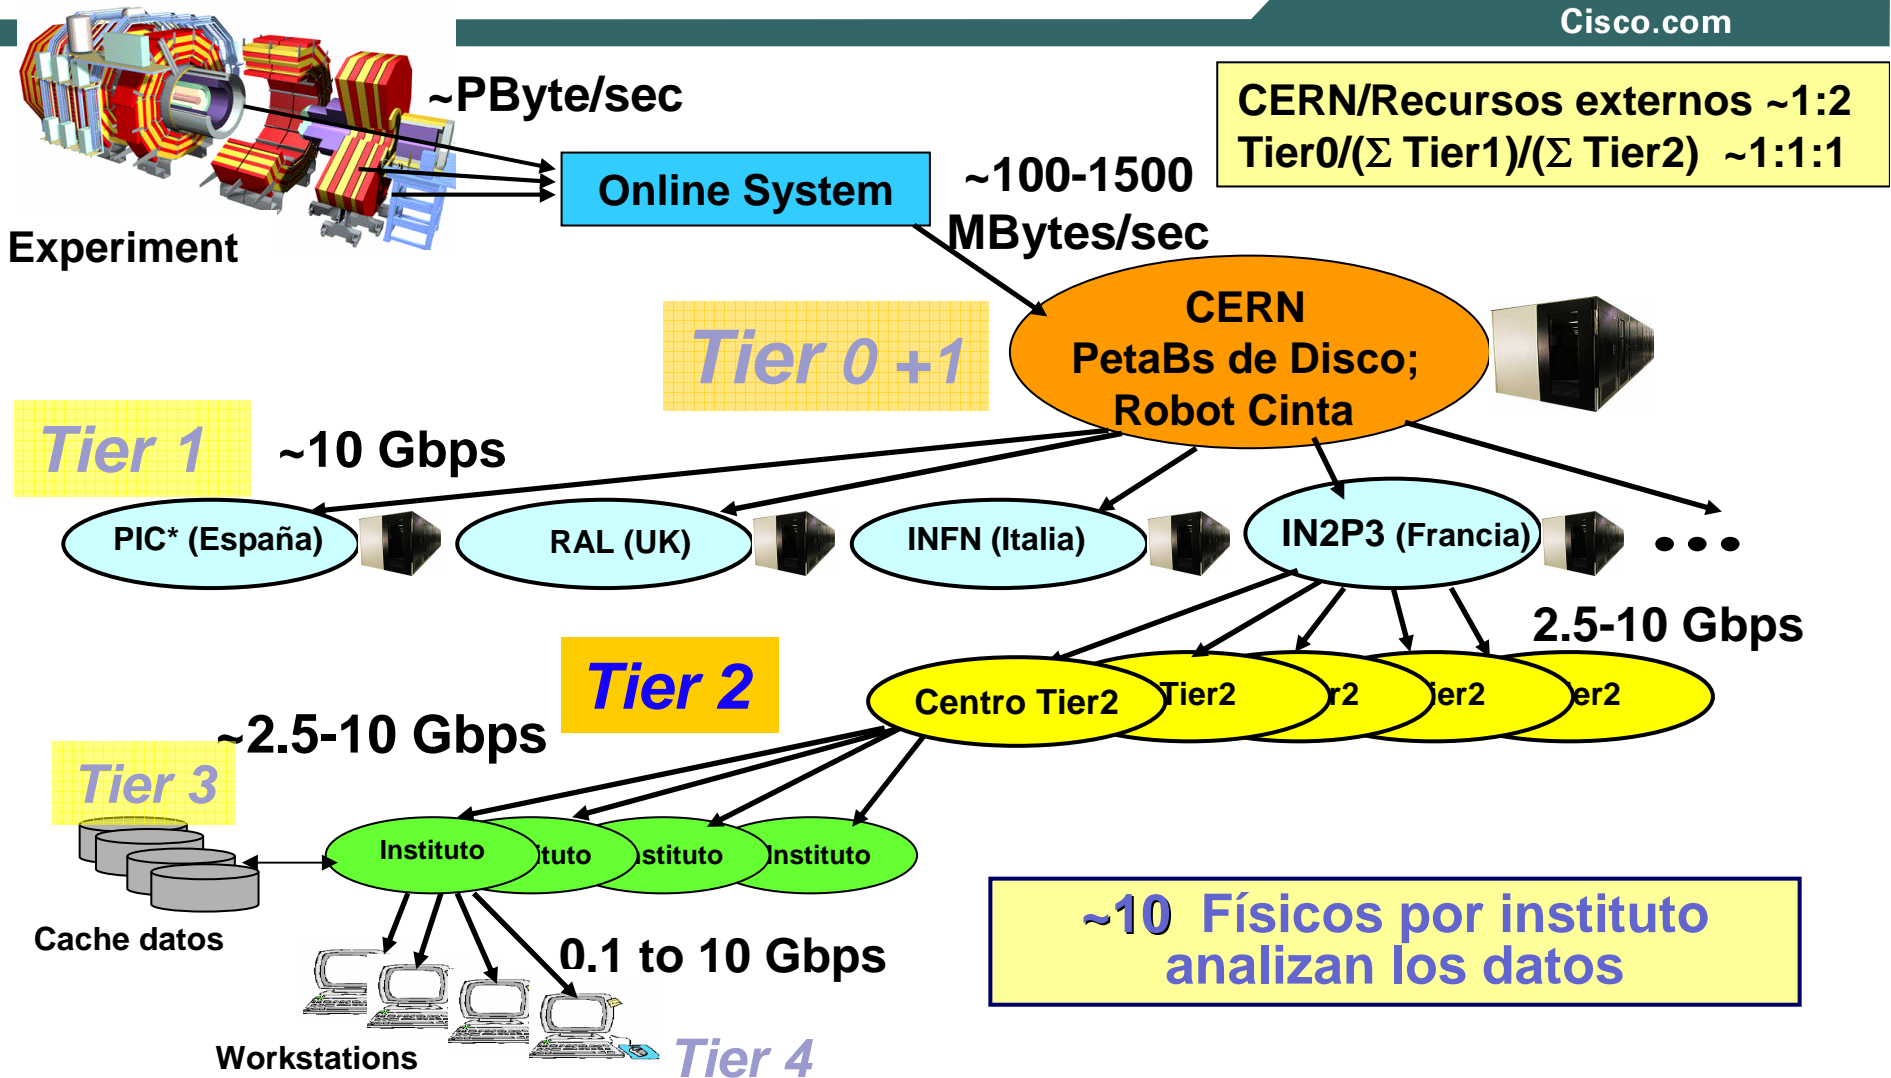 Cisco.com
~PByte/sec
CERN/Recursos externos ~1:2
Tier0/(Σ Tier1)/(Σ Tier2) ~1:1:1
Online System
~100-1500
MBytes/sec
Experiment
CERN
PetaBs de Disco;
Robot Cinta
Tier 0 +1
Tier 1
~10 Gbps
PIC* (España)
RAL (UK)
INFN (Italia)
IN2P3 (Francia)
2.5-10 Gbps
Tier 2
Centro Tier2
Tier2
r2
ier2
er2
~2.5-10 Gbps
Tier 3
Instituto
ituto
stituto
Instituto
Cache datos
~10 Físicos por instituto
analizan los datos
0.1 to 10 Gbps
Workstations
Tier 4